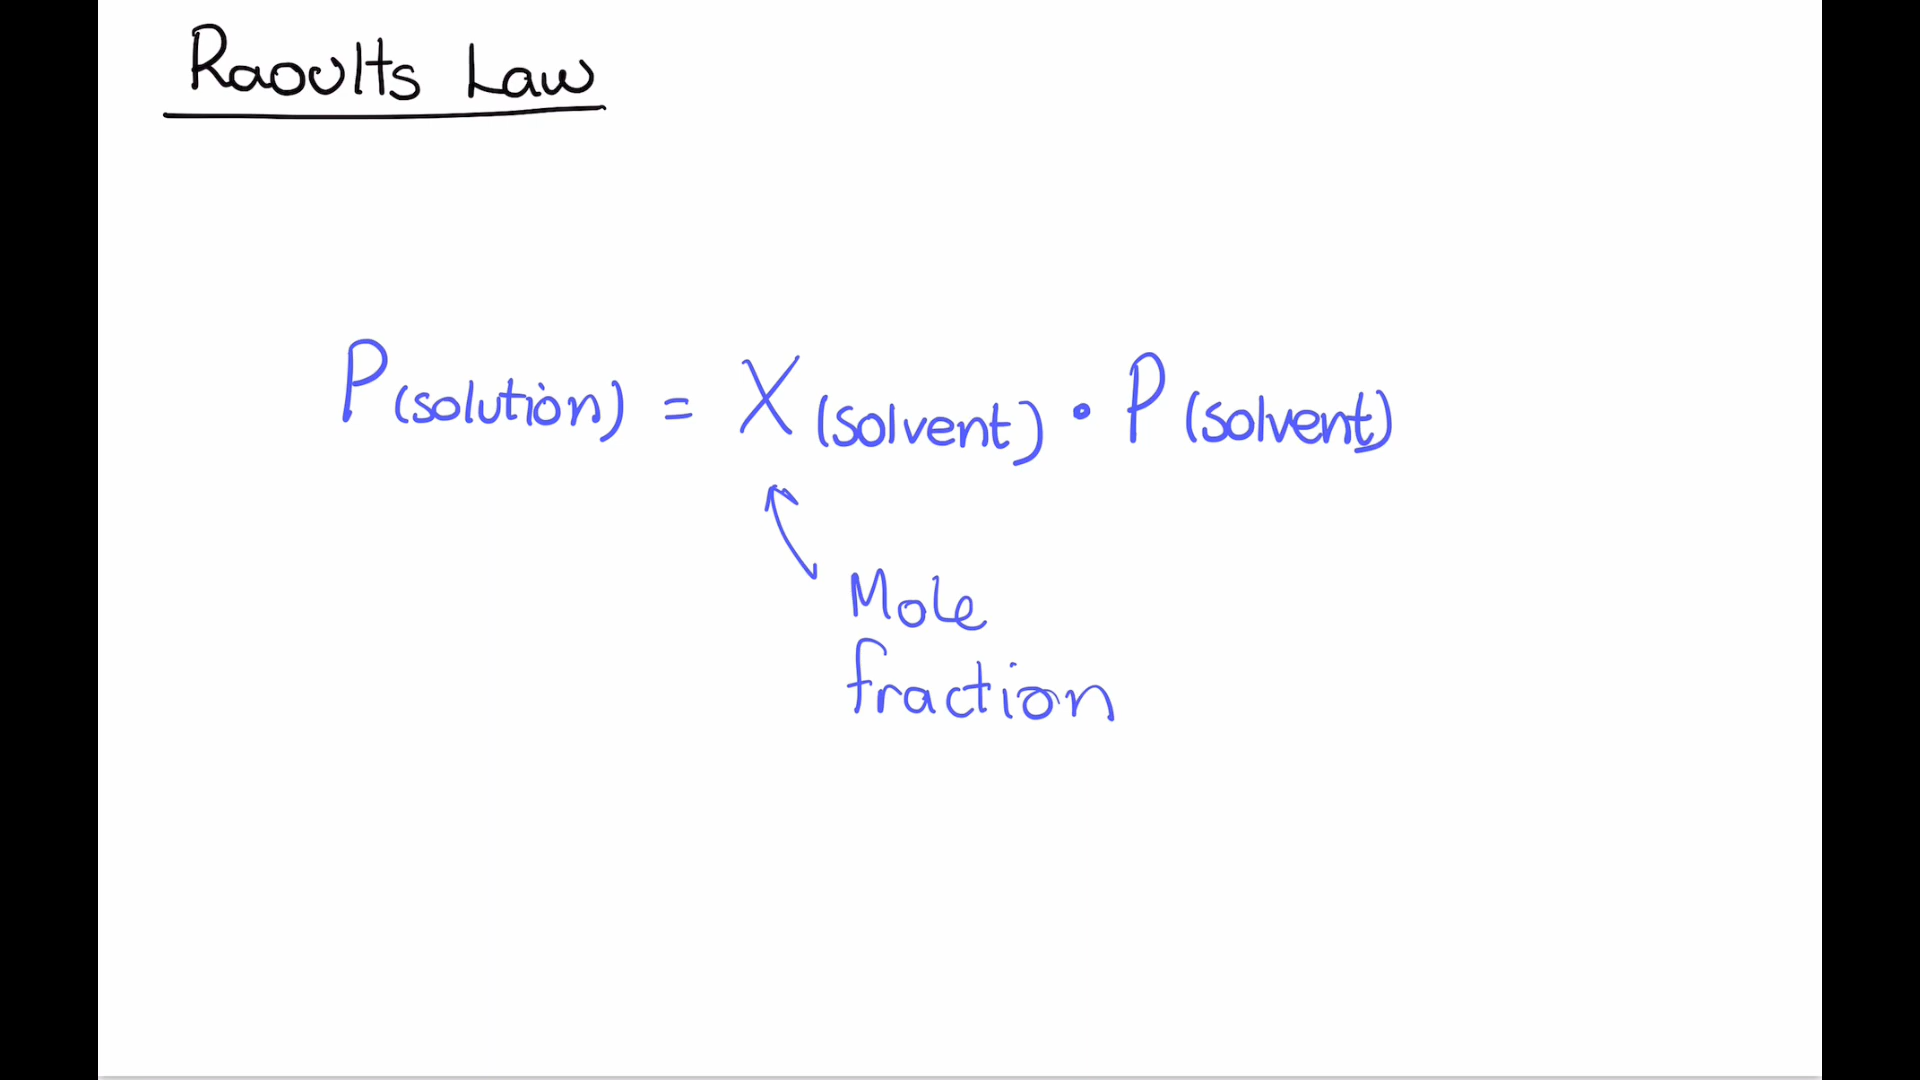 Raoults Law
P(solution) = X(solvent) • P(solvent)
Mole
fraction